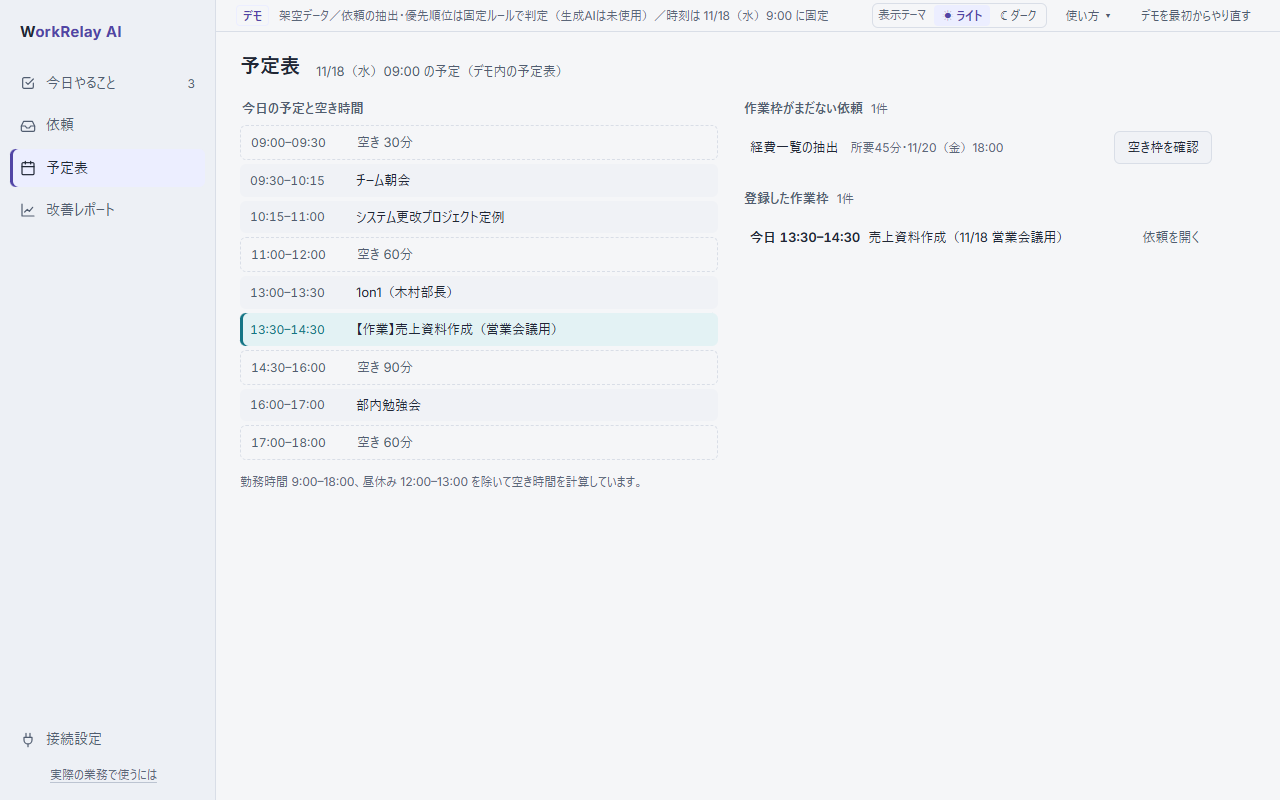 WorkRelay AI
今日やること 3
依頼
予定表
改善レポート
接続設定
実際の業務で使うには
デモ 架空データ／依頼の抽出・優先順位は固定ルールで判定（生成AIは未使用）／時刻は 11/18（水）9:00 に固定 表示テーマ ライト ダーク 使い方 ▾ デモを最初からやり直す
予定表 11/18（水）09:00 の予定（デモ内の予定表）
今日の予定と空き時間
09:00–09:30 空き 30分
09:30–10:15 チーム朝会
10:15–11:00 システム更改プロジェクト定例
11:00–12:00 空き 60分
13:00–13:30 1on1（木村部長）
13:30–14:30 【作業】売上資料作成（営業会議用）
14:30–16:00 空き 90分
16:00–17:00 部内勉強会
17:00–18:00 空き 60分
勤務時間 9:00–18:00、昼休み 12:00–13:00 を除いて空き時間を計算しています。
作業枠がまだない依頼 1件
経費一覧の抽出 所要45分・11/20（金）18:00 空き枠を確認
登録した作業枠 1件
今日 13:30–14:30 売上資料作成（11/18 営業会議用） 依頼を開く